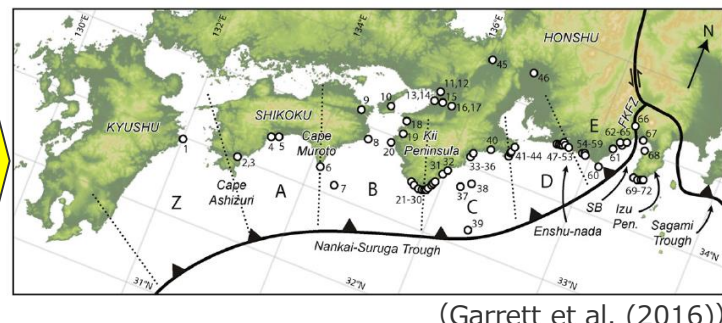 130°E
132°E
134°E
136°E
N
HONSHU
45
46
11,12
13,14
15
16,17
10
9
SHIKOKU
18
19
KYUSHU
Cape
Muroto
Kii
Peninsula
8
20
1
4 5
2,3
Cape
Ashizuri
6
7
31
32
33-36
40
41-44
47-53
54-59
E
62-65
FKFZ
66
67
68
61
60
69-72
21-30
37
38
39
Z
A
B
C
D
Enshu-nada
SB
Izu
Pen.
Sagami
Trough
Nankai-Suruga Trough
31°N
32°N
33°N
34°N
(Garrett et al. (2016))